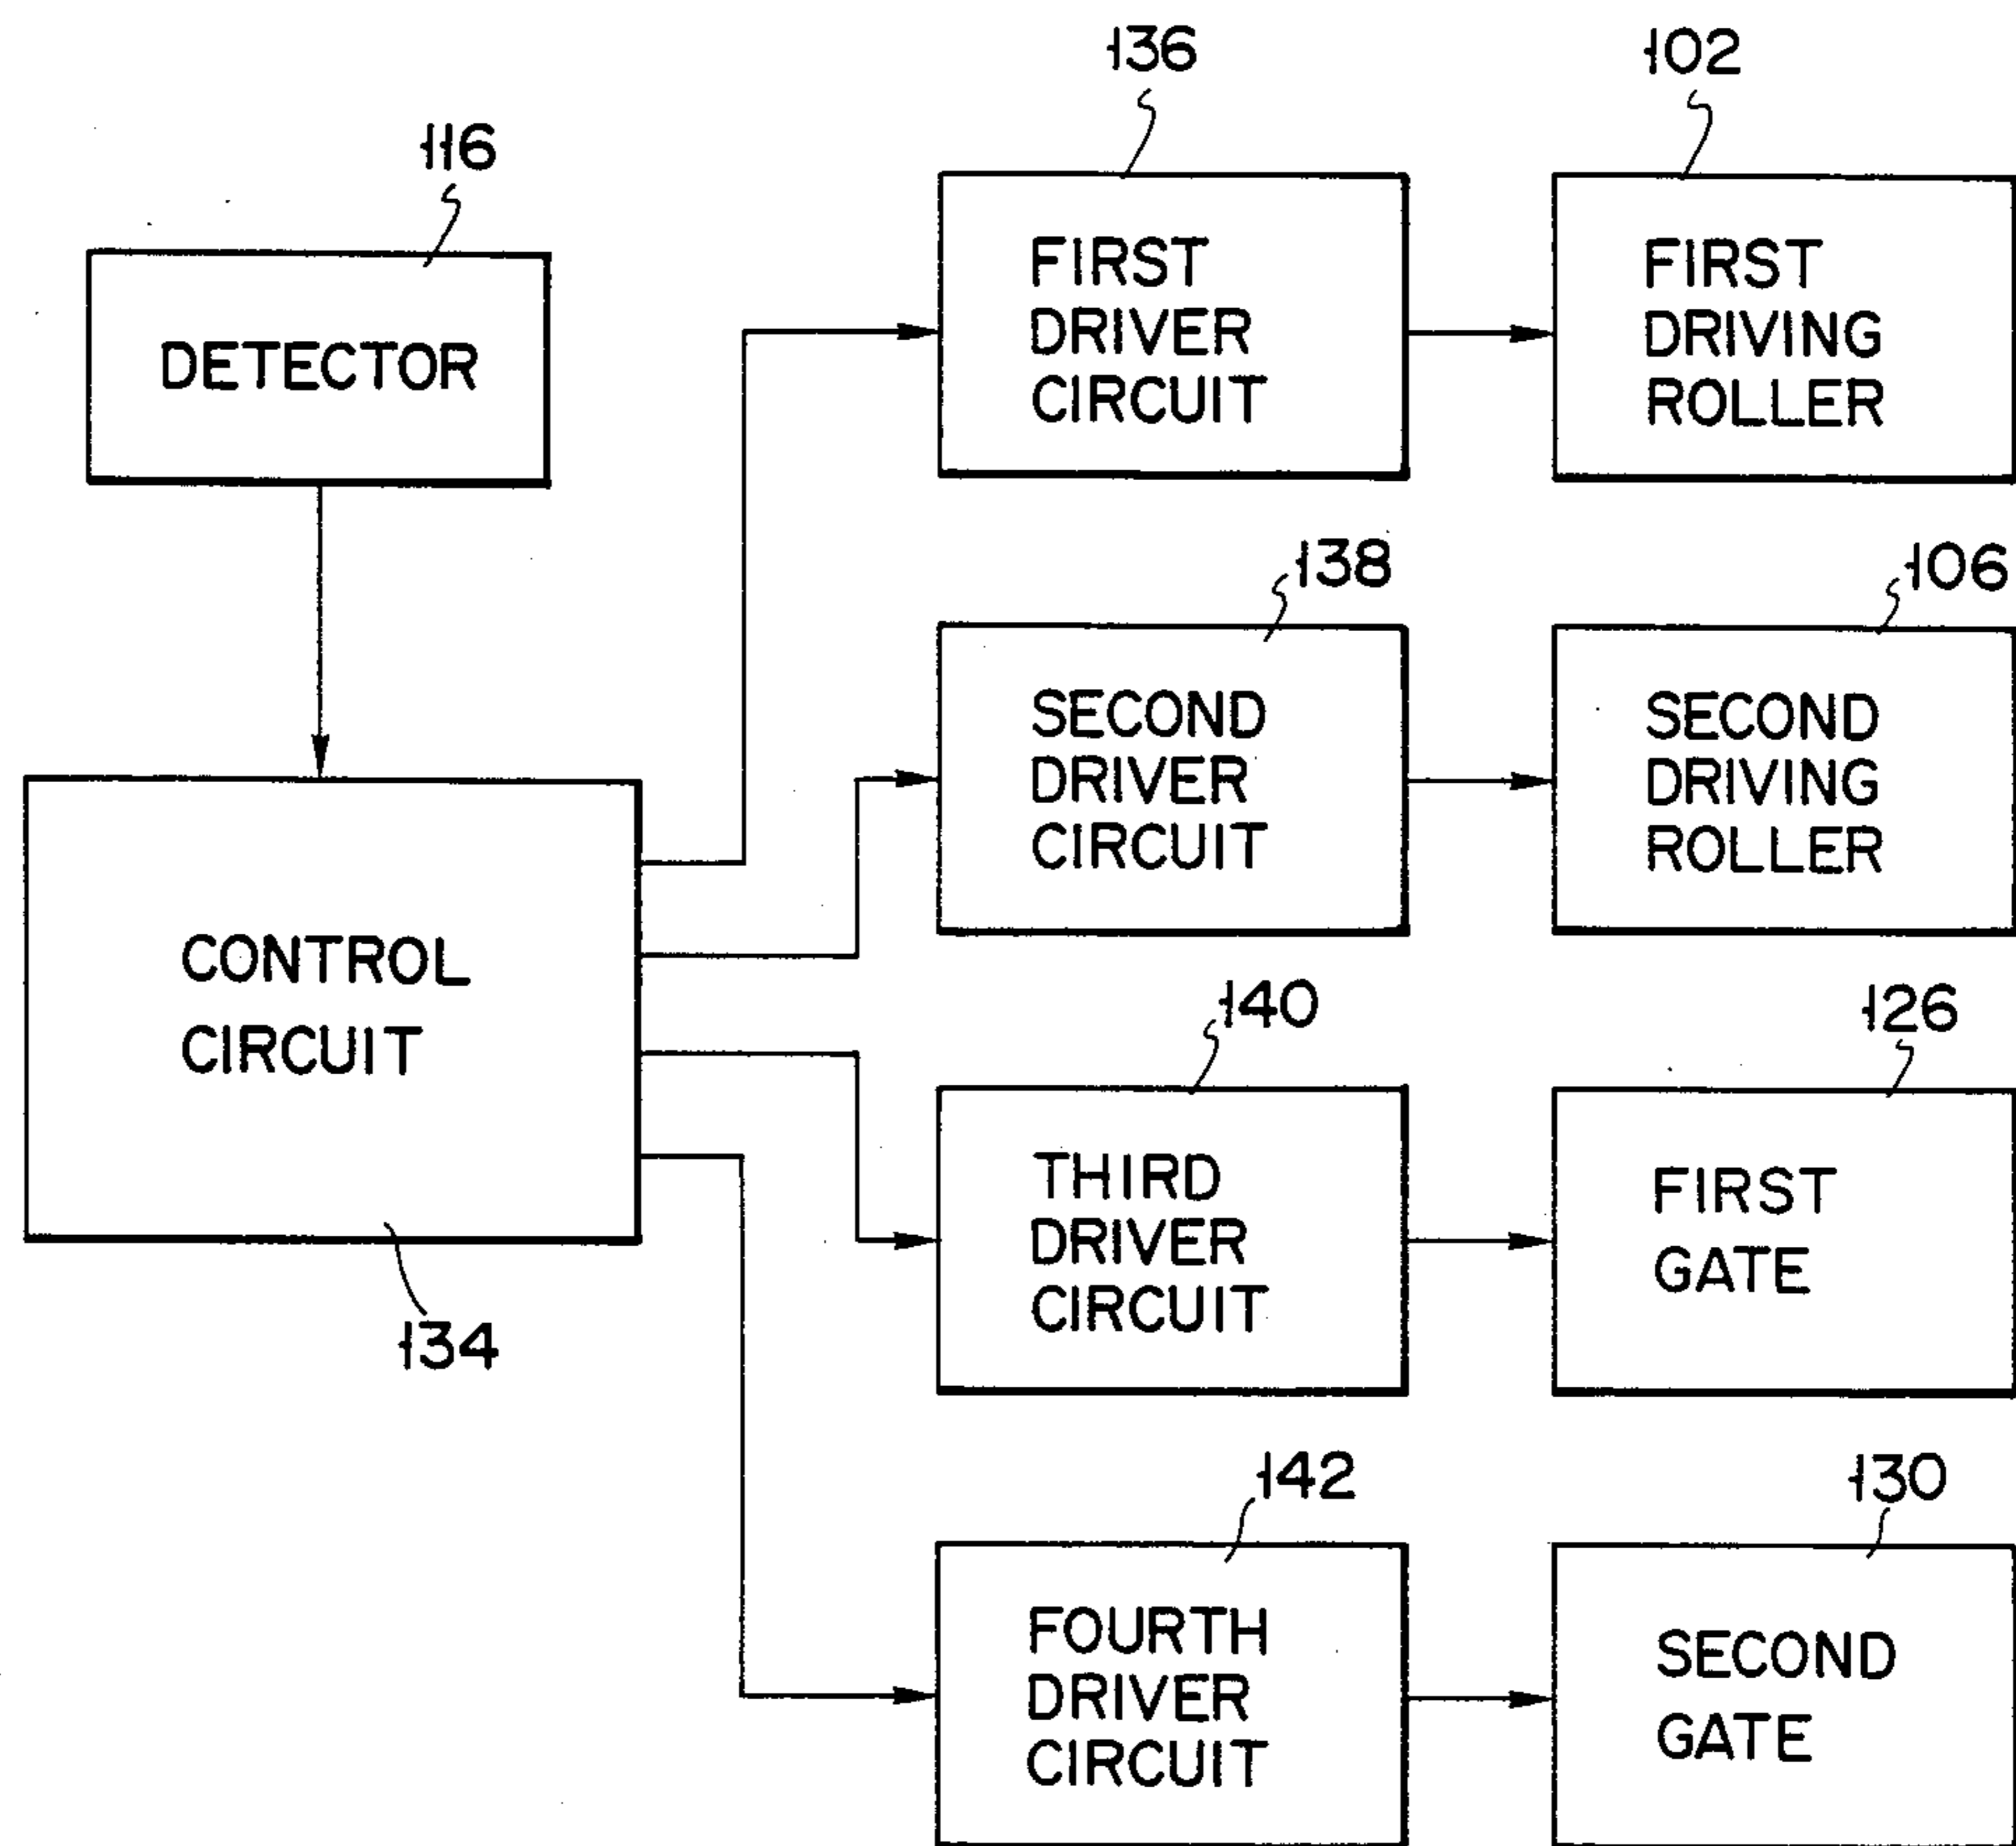 136
102
116
FIRST
DRIVER
CIRCUIT
FIRST
DRIVING
ROLLER
DETECTOR
138
106
SECOND
DRIVER
CIRCUIT
SECOND
DRIVING
ROLLER
CONTROL
CIRCUIT
134
140
126
THIRD
DRIVER
CIRCUIT
FIRST
GATE
142
130
FOURTH
DRIVER
CIRCUIT
SECOND
GATE